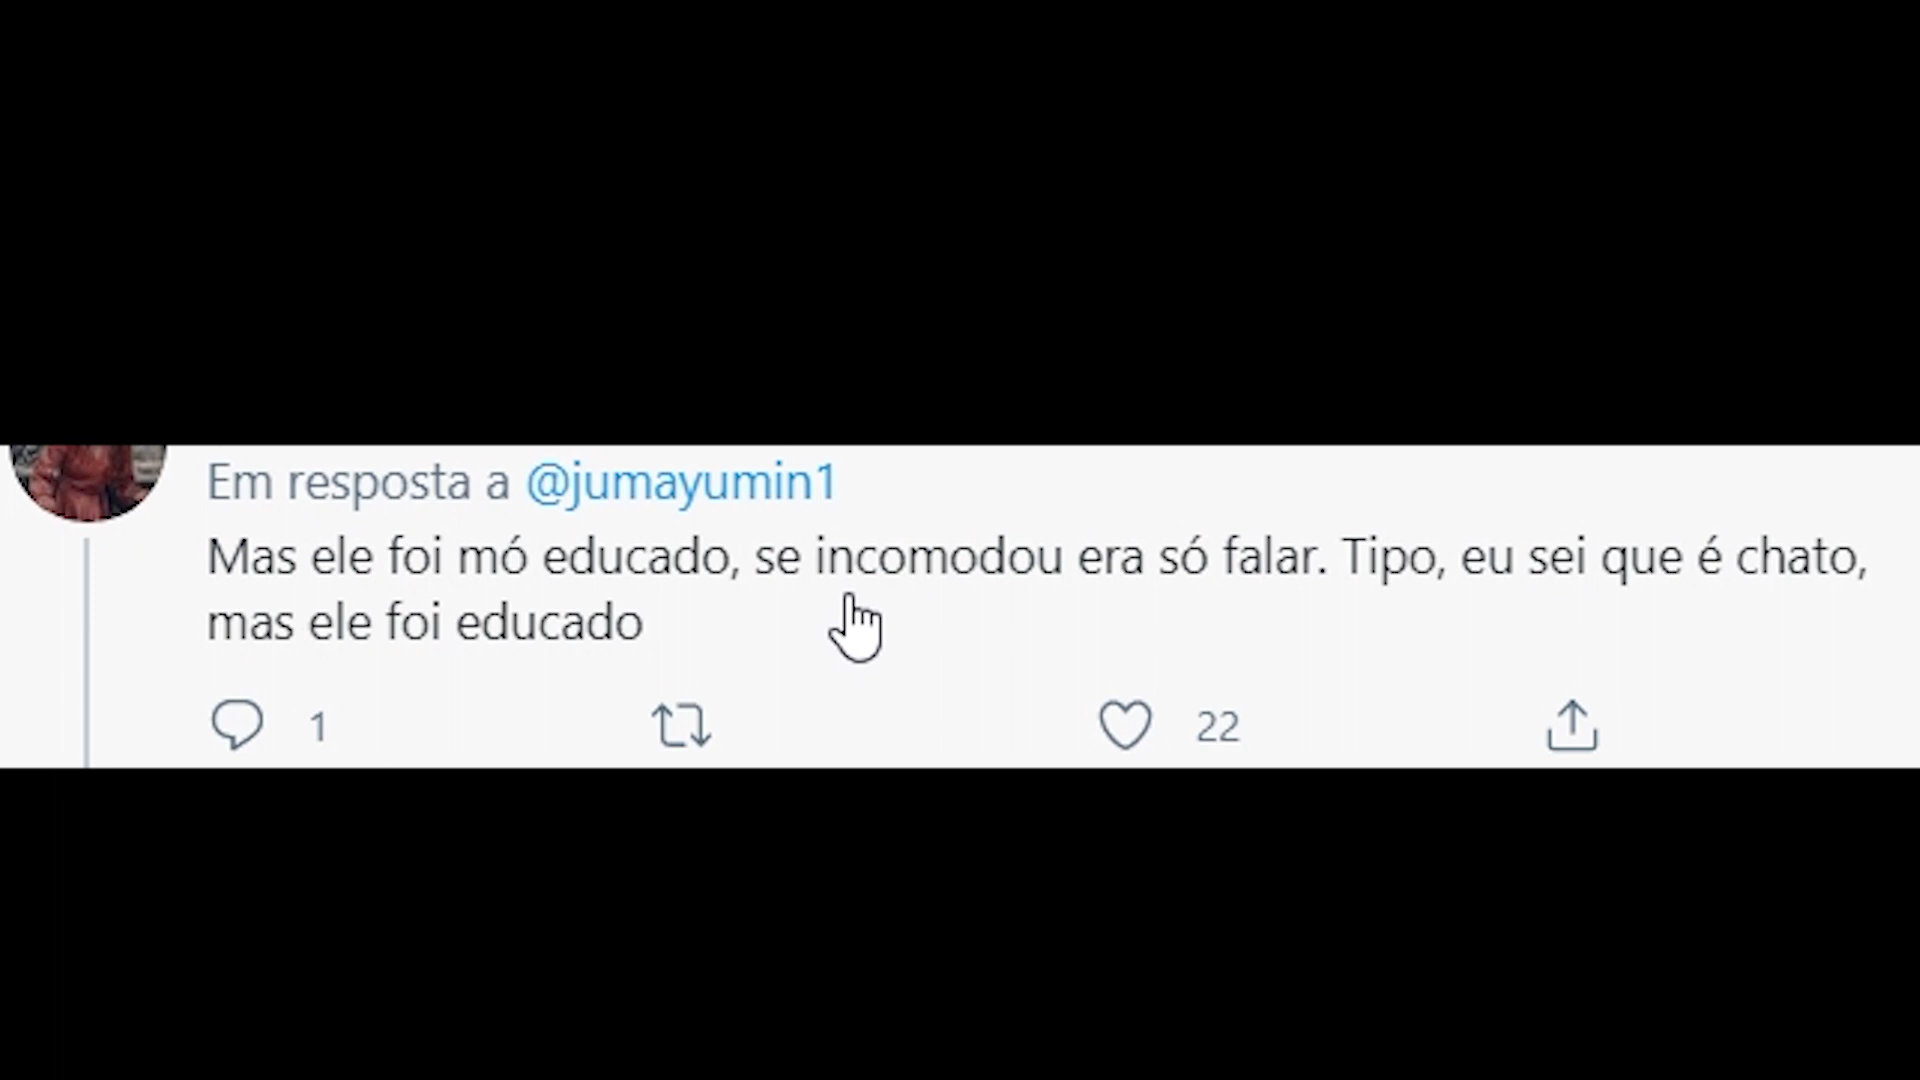 Em resposta a @jumayumin1
Mas ele foi mó educado, se incomodou era só falar. Tipo, eu sei que é chato,
mas ele foi educado
1 22